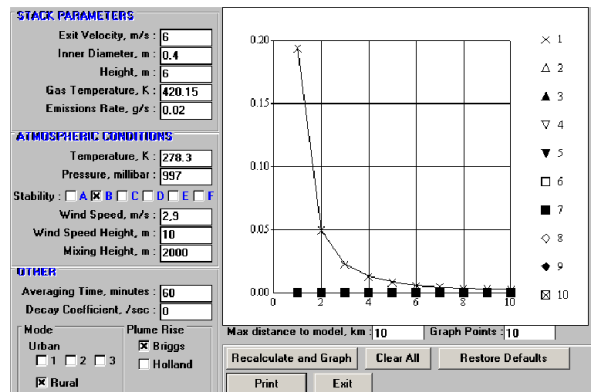 STACK PARAMETERS
Exit Velocity, m/s : 6
Inner Diameter, m : 0.4
Height, m : 6
Gas Temperature, K : 420.15
Emissions Rate, g/s : 0.02
ATMOSPHERIC CONDITIONS
Temperature, K : 278.3
Pressure, millibar : 997
Stability : A B C D E F
Wind Speed, m/s : 2,9
Wind Speed Height, m : 10
Mixing Height, m : 2000
OTHER
Averaging Time, minutes : 60
Decay Coefficient, /sec : 0
Mode
Urban
1 2 3
Rural
Plume Rise
Briggs
Holland
0.20
0.15
0.10
0.05
0.00
0 2 4 6 8 10
1
2
3
4
5
6
7
8
9
10
Max distance to model, km : 10 Graph Points : 10
Recalculate and Graph Clear All Restore Defaults
Print Exit